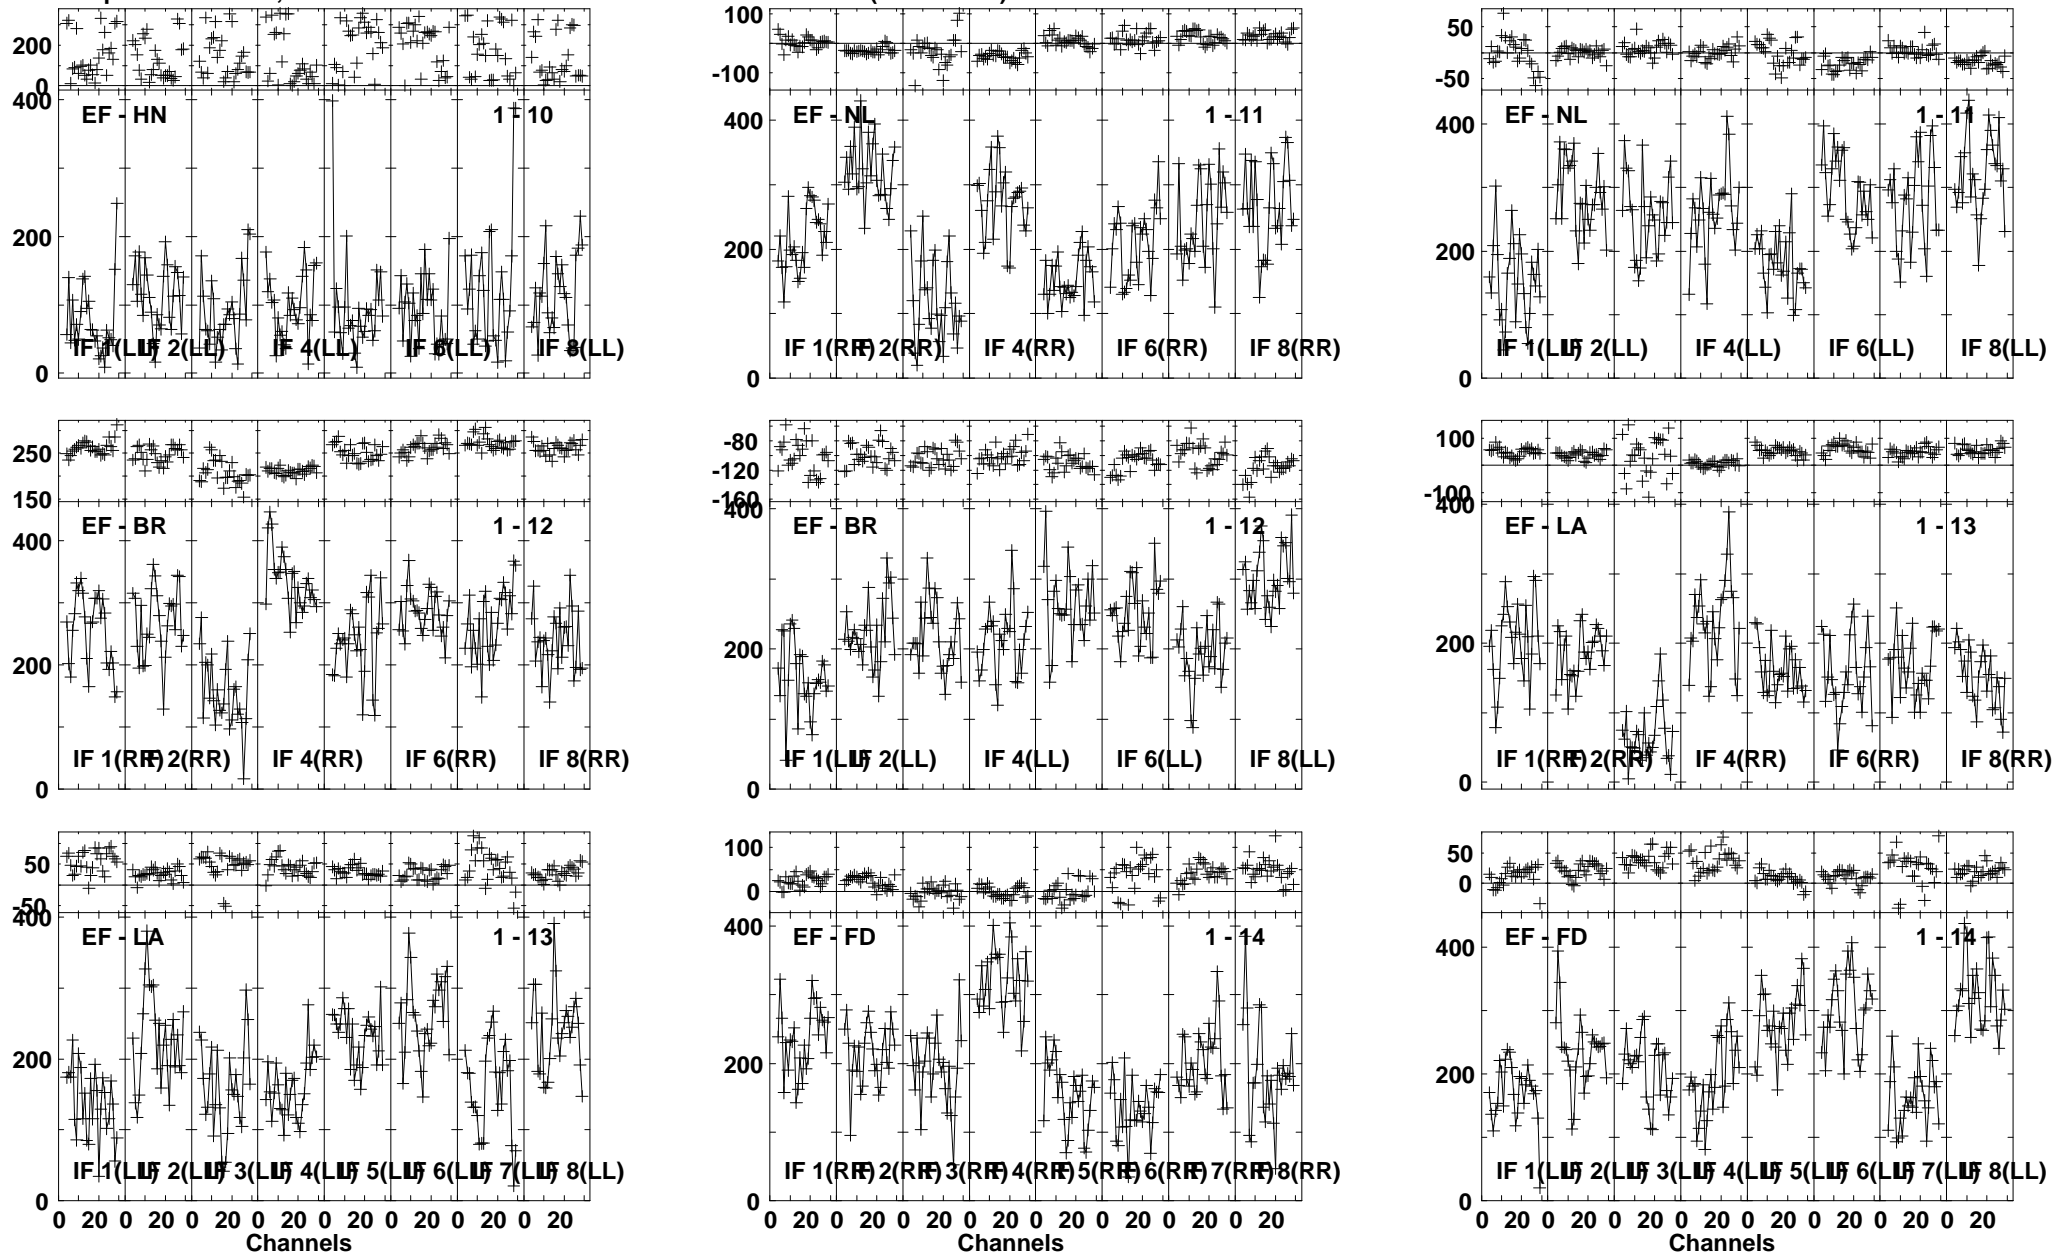 200
0
100
-100
50
-50
400
200
0
EF - HN
1 - 10
IF 1(LL)
IF 2(LL)
IF 4(LL)
IF 6(LL)
IF 8(LL)
400
200
0
EF - NL
1 - 11
IF 1(RR)
IF 2(RR)
IF 4(RR)
IF 6(RR)
IF 8(RR)
400
200
0
EF - NL
1 - 11
IF 1(LL)
IF 2(LL)
IF 4(LL)
IF 6(LL)
IF 8(LL)
250
150
-80
-120
-160
100
-100
400
200
0
EF - BR
1 - 12
IF 1(RR)
IF 2(RR)
IF 4(RR)
IF 6(RR)
IF 8(RR)
400
200
0
EF - BR
1 - 12
IF 1(LL)
IF 2(LL)
IF 4(LL)
IF 6(LL)
IF 8(LL)
400
200
0
EF - LA
1 - 13
IF 1(RR)
IF 2(RR)
IF 4(RR)
IF 6(RR)
IF 8(RR)
50
-50
100
0
50
0
400
200
0
EF - LA
1 - 13
IF 1(LL)
IF 2(LL)
IF 3(LL)
IF 4(LL)
IF 5(LL)
IF 6(LL)
IF 7(LL)
IF 8(LL)
0 20 0 20 0 20 0 20 0 20 0 20 0 20 0 20
Channels
400
200
0
EF - FD
1 - 14
IF 1(RR)
IF 2(RR)
IF 3(RR)
IF 4(RR)
IF 5(RR)
IF 6(RR)
IF 7(RR)
IF 8(RR)
0 20 0 20 0 20 0 20 0 20 0 20 0 20 0 20
Channels
400
200
0
EF - FD
1 - 14
IF 1(LL)
IF 2(LL)
IF 3(LL)
IF 4(LL)
IF 5(LL)
IF 6(LL)
IF 7(LL)
IF 8(LL)
0 20 0 20 0 20 0 20 0 20 0 20 0 20 0 20
Channels